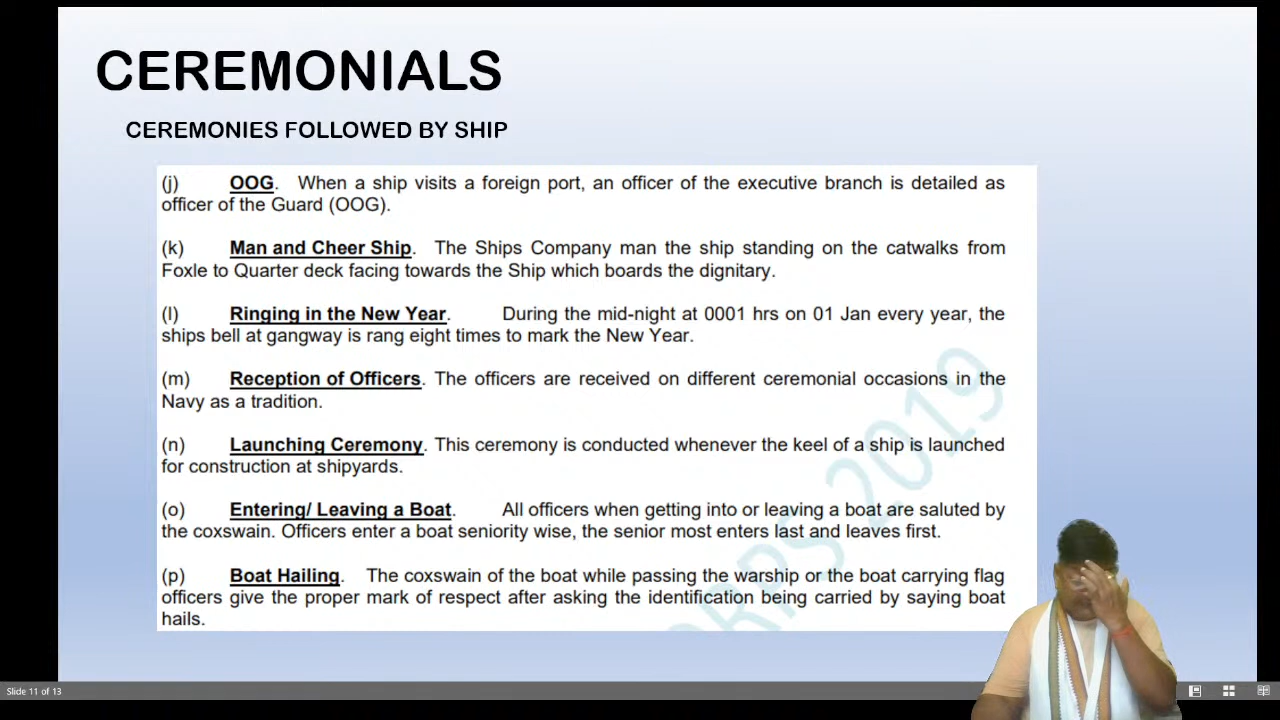 CEREMONIALS
CEREMONIES FOLLOWED BY SHIP
(j) OOG. When a ship visits a foreign port, an officer of the executive branch is detailed as
officer of the Guard (OOG).
(k) Man and Cheer Ship. The Ships Company man the ship standing on the catwalks from
Foxle to Quarter deck facing towards the Ship which boards the dignitary.
(l) Ringing in the New Year. During the mid-night at 0001 hrs on 01 Jan every year, the
ships bell at gangway is rang eight times to mark the New Year.
(m) Reception of Officers. The officers are received on different ceremonial occasions in the
Navy as a tradition.
(n) Launching Ceremony. This ceremony is conducted whenever the keel of a ship is launched
for construction at shipyards.
(o) Entering/ Leaving a Boat. All officers when getting into or leaving a boat are saluted by
the coxswain. Officers enter a boat seniority wise, the senior most enters last and leaves first.
(p) Boat Hailing. The coxswain of the boat while passing the warship or the boat carrying flag
officers give the proper mark of respect after asking the identification being carried by saying boat
hails.
ORPS 2019
Slide 11 of 13